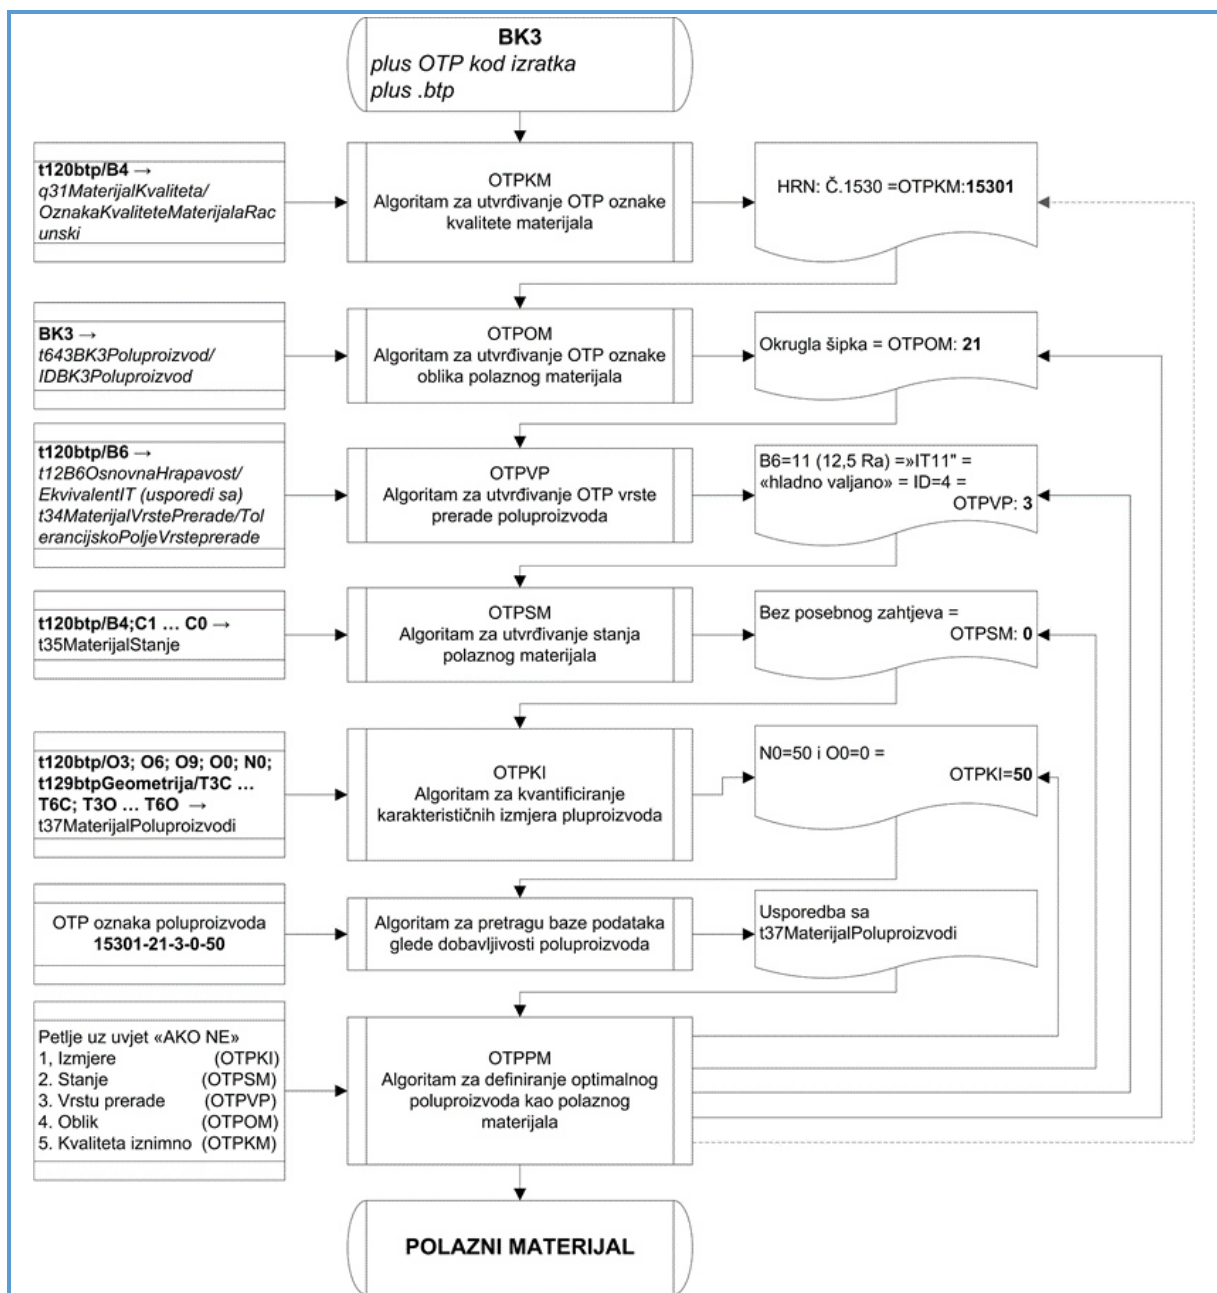 BK3
plus OTP kod izratka
plus .btp
t120btp/B4 →
q31MaterijalKvaliteta/
OznakaKvaliteteMaterijalaRac
unski
OTPKM
Algoritam za utvrđivanje OTP oznake
kvalitete materijala
HRN: Č.1530 =OTPKM:15301
BK3 →
t643BK3Poluproizvod/
IDBK3Poluproizvod
OTPOM
Algoritam za utvrđivanje OTP oznake
oblika polaznog materijala
Okrugla šipka = OTPOM: 21
t120btp/B6 →
t12B6OsnovnaHrapavost/
EkvivalentIT (usporedi sa)
t34MaterijalVrstePrerade/Tol
erancijskoPoljeVrsteprerade
OTPVP
Algoritam za utvrđivanje OTP vrste
prerade poluproizvoda
B6=11 (12,5 Ra) =»IT11" =
«hladno valjano» = ID=4 =
OTPVP: 3
t120btp/B4;C1 ... C0 →
t35MaterijalStanje
OTPSM
Algoritam za utvrđivanje stanja
polaznog materijala
Bez posebnog zahtjeva =
OTPSM: 0
t120btp/O3; O6; O9; O0; N0;
t129btpGeometrija/T3C ...
T6C; T3O ... T6O →
t37MaterijalPoluproizvodi
OTPKI
Algoritam za kvantificiranje
karakterističnih izmjera pluproizvoda
N0=50 i O0=0 =
OTPKI=50
OTP oznaka poluproizvoda
15301-21-3-0-50
Algoritam za pretragu baze podataka
glede dobavljivosti poluproizvoda
Usporedba sa
t37MaterijalPoluproizvodi
Petlje uz uvjet «AKO NE»
1, Izmjere (OTPKI)
2. Stanje (OTPSM)
3. Vrstu prerade (OTPVP)
4. Oblik (OTPOM)
5. Kvaliteta iznimno (OTPKM)
OTPPM
Algoritam za definiranje optimalnog
poluproizvoda kao polaznog
materijala
POLAZNI MATERIJAL